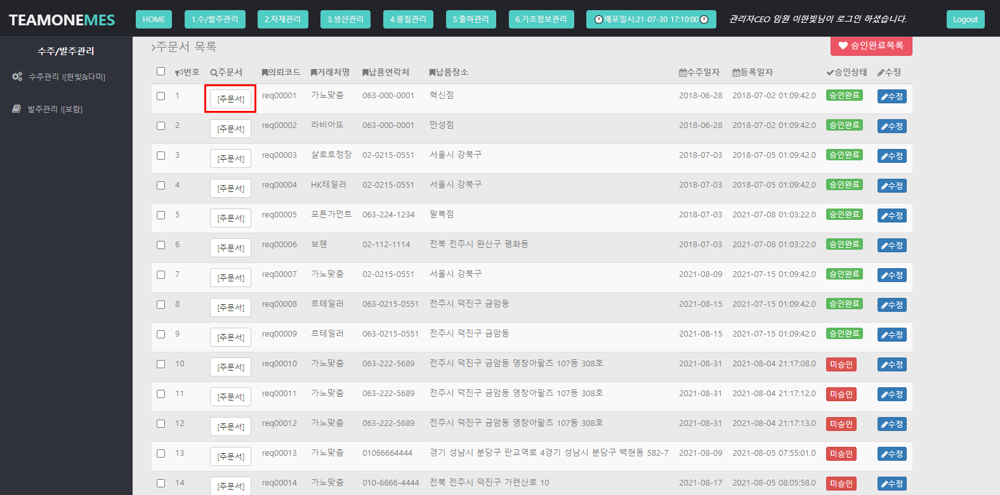 TEAMONEMES HOME 1.수/발주관리 2.자재관리 3.생산관리 4.품질관리 5.출하관리 6.기초정보관리 배포일시:21-07-30 17:10:00 관리자CEO 임원 이한빛님이 로그인 하셨습니다. Logout
수주/발주관리
수주관리 ![한빛&다미]
발주관리 ![보람]
›주문서 목록 승인완료목록
번호 주문서 의뢰코드 거래처명 납품연락처 납품장소 수주일자 등록일자 승인상태 수정
1 [주문서] req00001 가노맞춤 063-000-0001 혁신점 2018-06-28 2018-07-02 01:09:42.0 승인완료 수정
2 [주문서] req00002 라비아또 063-000-0001 만성점 2018-06-28 2018-07-02 01:09:42.0 승인완료 수정
3 [주문서] req00003 살로토정장 02-0215-0551 서울시 강북구 2018-07-03 2018-07-05 01:09:42.0 승인완료 수정
4 [주문서] req00004 HK테일러 02-0215-0551 서울시 강북구 2018-07-03 2018-07-05 01:09:42.0 승인완료 수정
5 [주문서] req00005 포튼가먼트 063-224-1234 팔복점 2018-07-03 2021-07-08 01:03:22.0 승인완료 수정
6 [주문서] req00006 보헨 02-112-1114 전북 전주시 완산구 평화동 2018-07-03 2021-07-08 01:03:22.0 승인완료 수정
7 [주문서] req00007 가노맞춤 02-0215-0551 서울시 강북구 2021-08-09 2021-07-15 01:09:42.0 승인완료 수정
8 [주문서] req00008 르테일러 063-0215-0551 전주시 덕진구 금암동 2021-08-15 2021-07-15 01:09:42.0 승인완료 수정
9 [주문서] req00009 르테일러 063-0215-0551 전주시 덕진구 금암동 2021-08-15 2021-07-15 01:09:42.0 승인완료 수정
10 [주문서] req00010 가노맞춤 063-222-5689 전주시 덕진구 금암동 영창아팥츠 107동 308호 2021-08-31 2021-08-04 21:17:08.0 미승인 수정
11 [주문서] req00011 가노맞춤 063-222-5689 전주시 덕진구 금암동 영창아팥츠 107동 308호 2021-08-31 2021-08-04 21:17:12.0 미승인 수정
12 [주문서] req00012 가노맞춤 063-222-5689 전주시 덕진구 금암동 영창아팥츠 107동 308호 2021-08-31 2021-08-04 21:17:13.0 미승인 수정
13 [주문서] req00013 가노맞춤 01066664444 경기 성남시 분당구 판교역로 4경기 성남시 분당구 백현동 582-7 2021-08-09 2021-08-05 07:55:01.0 미승인 수정
14 [주문서] req00014 가노맞춤 010-6666-4444 전북 전주시 덕진구 가련산로 10 2021-08-17 2021-08-05 08:05:58.0 미승인 수정